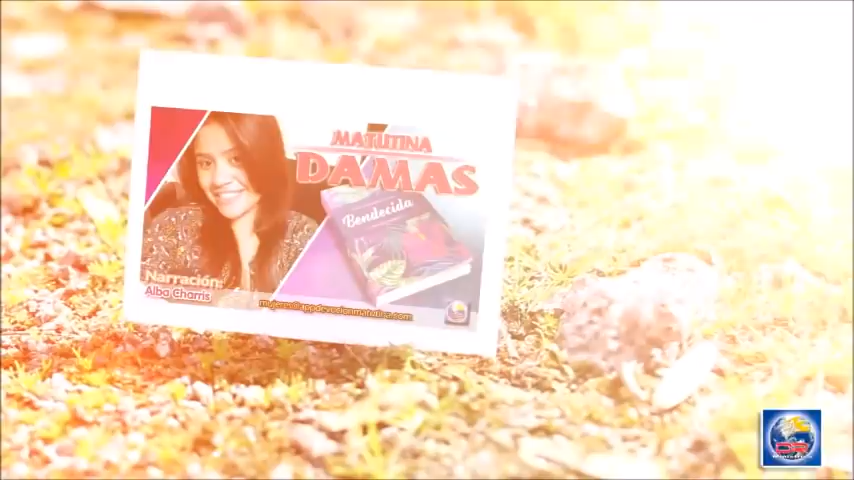 MATUTINA
DAMAS
Bendecida
Narración:
Alba Charris